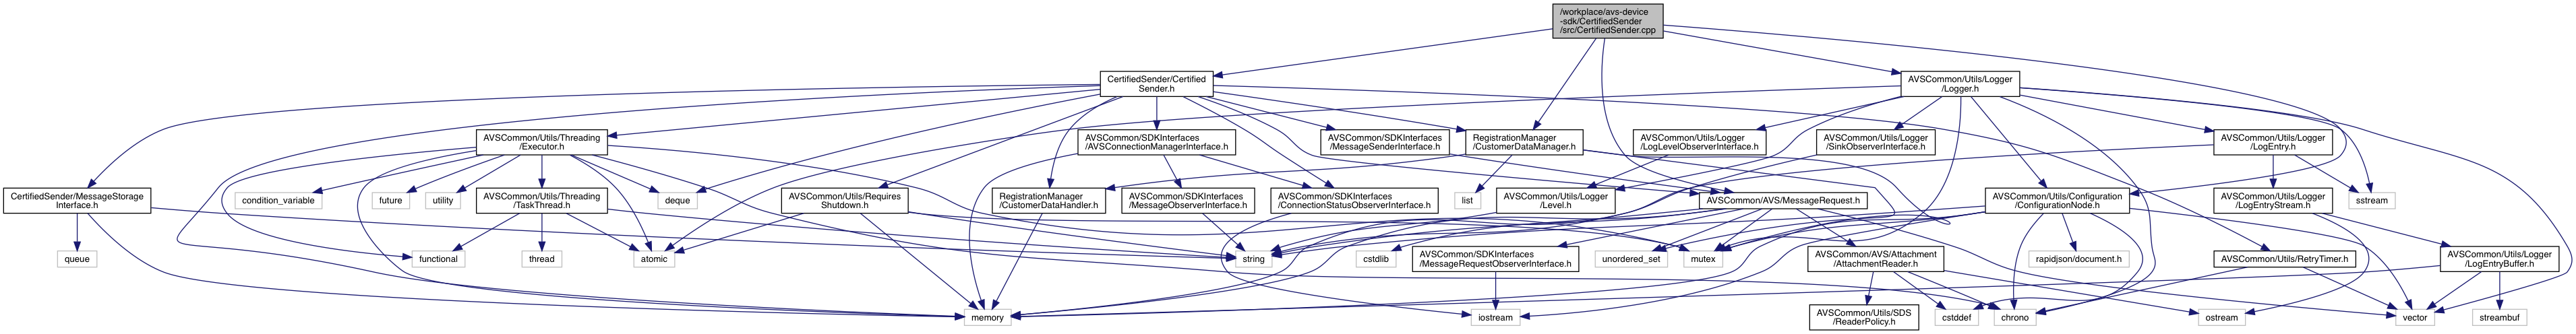 /workplace/avs-device
-sdk/CertifiedSender
/src/CertifiedSender.cpp
CertifiedSender/Certified
Sender.h
AVSCommon/Utils/Logger
/Logger.h
AVSCommon/Utils/Threading
/Executor.h
AVSCommon/SDKInterfaces
/AVSConnectionManagerInterface.h
AVSCommon/SDKInterfaces
/MessageSenderInterface.h
RegistrationManager
/CustomerDataManager.h
AVSCommon/Utils/Logger
/LogLevelObserverInterface.h
AVSCommon/Utils/Logger
/SinkObserverInterface.h
AVSCommon/Utils/Logger
/LogEntry.h
CertifiedSender/MessageStorage
Interface.h
condition_variable
future
utility
AVSCommon/Utils/Threading
/TaskThread.h
deque
AVSCommon/Utils/Requires
Shutdown.h
RegistrationManager
/CustomerDataHandler.h
AVSCommon/SDKInterfaces
/MessageObserverInterface.h
AVSCommon/SDKInterfaces
/ConnectionStatusObserverInterface.h
list
AVSCommon/Utils/Logger
/Level.h
AVSCommon/AVS/MessageRequest.h
AVSCommon/Utils/Configuration
/ConfigurationNode.h
AVSCommon/Utils/Logger
/LogEntryStream.h
sstream
queue
functional
thread
atomic
string
cstdlib
AVSCommon/SDKInterfaces
/MessageRequestObserverInterface.h
unordered_set
mutex
AVSCommon/AVS/Attachment
/AttachmentReader.h
rapidjson/document.h
AVSCommon/Utils/RetryTimer.h
AVSCommon/Utils/Logger
/LogEntryBuffer.h
memory
iostream
AVSCommon/Utils/SDS
/ReaderPolicy.h
cstddef
chrono
ostream
vector
streambuf